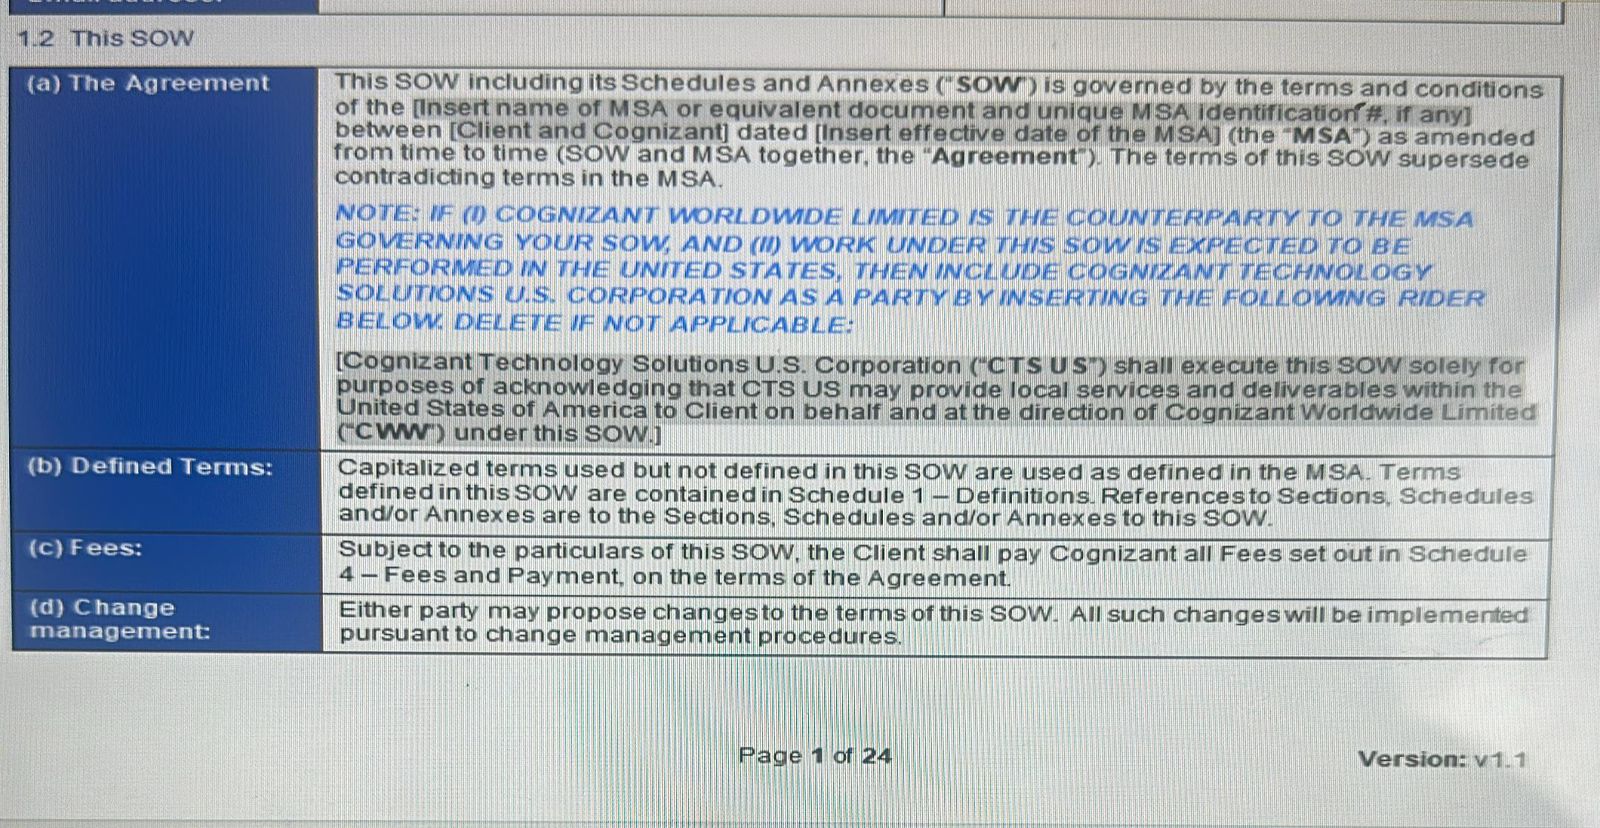 1.2 This SOW
(a) The Agreement
This SOW including its Schedules and Annexes ("SOW") is governed by the terms and conditions
of the [Insert name of MSA or equivalent document and unique MSA identification #, if any]
between [Client and Cognizant] dated [Insert effective date of the MSA] (the "MSA") as amended
from time to time (SOW and MSA together, the "Agreement"). The terms of this SOW supersede
contradicting terms in the MSA.
NOTE: IF (I) COGNIZANT WORLDWIDE LIMITED IS THE COUNTERPARTY TO THE MSA
GOVERNING YOUR SOW, AND (II) WORK UNDER THIS SOW IS EXPECTED TO BE
PERFORMED IN THE UNITED STATES, THEN INCLUDE COGNIZANT TECHNOLOGY
SOLUTIONS U.S. CORPORATION AS A PARTY BY INSERTING THE FOLLOWING RIDER
BELOW. DELETE IF NOT APPLICABLE:
[Cognizant Technology Solutions U.S. Corporation ("CTS US") shall execute this SOW solely for
purposes of acknowledging that CTS US may provide local services and deliverables within the
United States of America to Client on behalf and at the direction of Cognizant Worldwide Limited
("CWW") under this SOW.]
(b) Defined Terms:
Capitalized terms used but not defined in this SOW are used as defined in the MSA. Terms
defined in this SOW are contained in Schedule 1 – Definitions. References to Sections, Schedules
and/or Annexes are to the Sections, Schedules and/or Annexes to this SOW.
(c) Fees:
Subject to the particulars of this SOW, the Client shall pay Cognizant all Fees set out in Schedule
4 – Fees and Payment, on the terms of the Agreement.
(d) Change
management:
Either party may propose changes to the terms of this SOW. All such changes will be implemented
pursuant to change management procedures.
Page 1 of 24
Version: v1.1